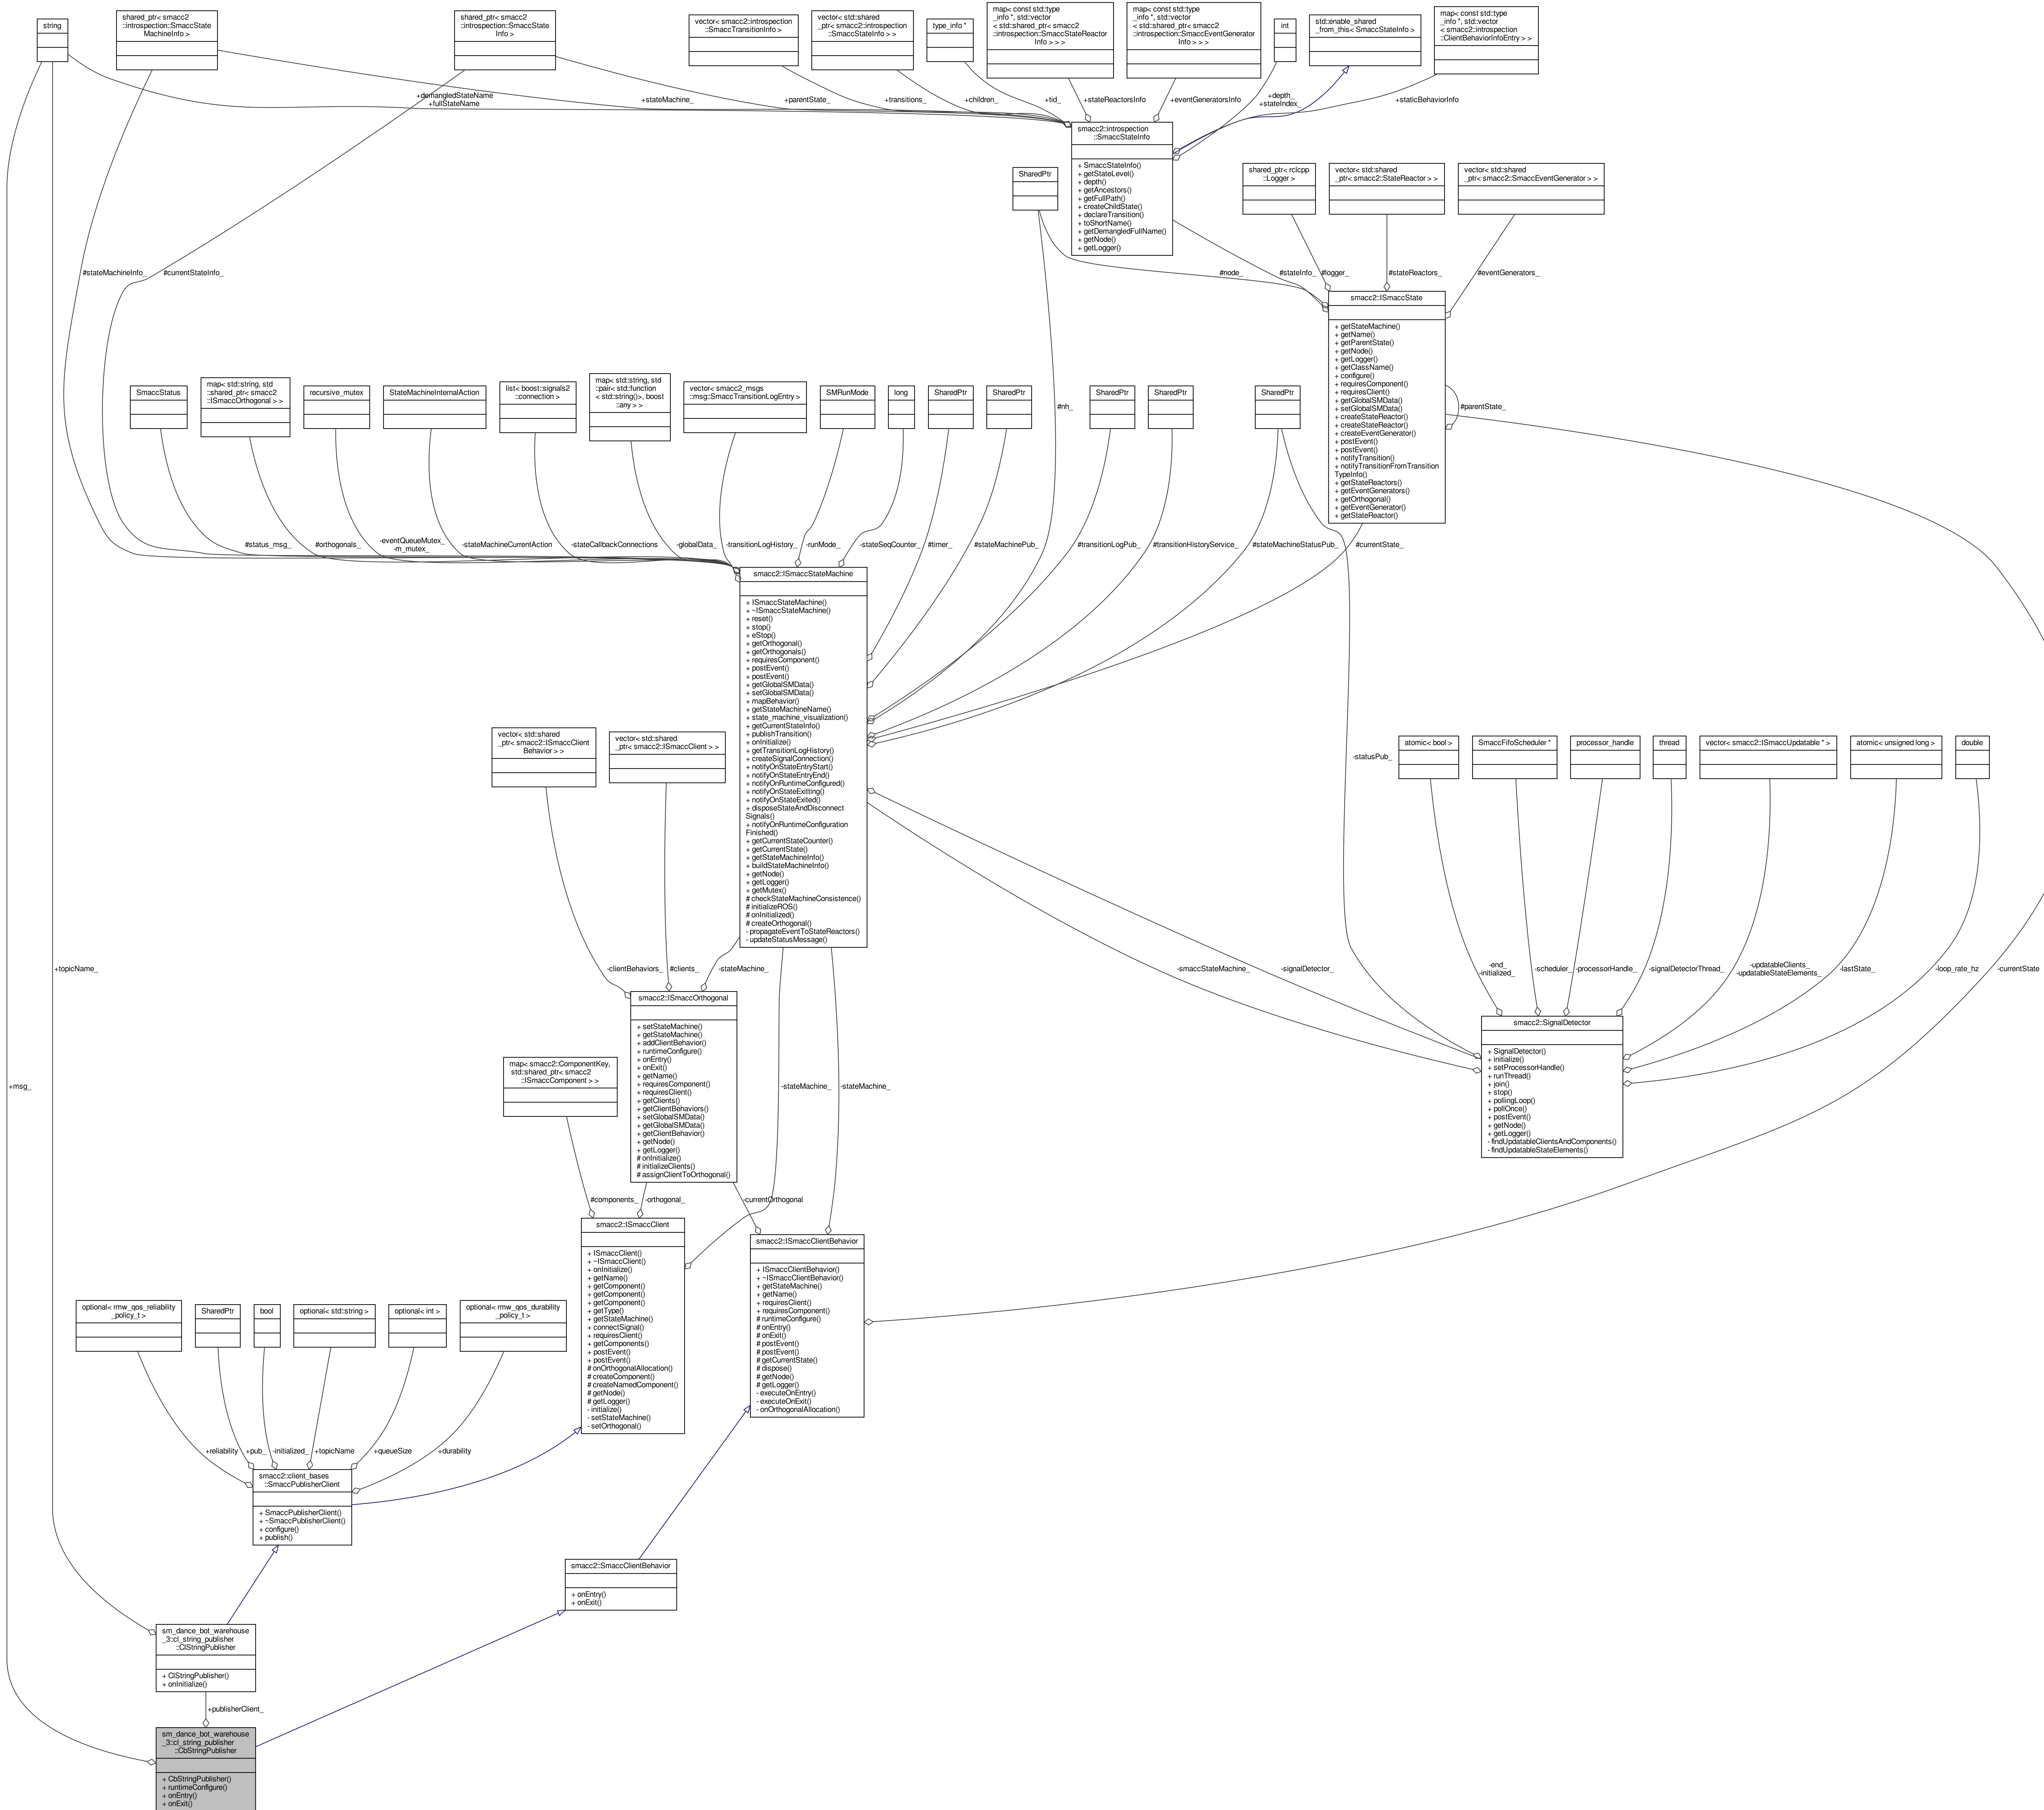 string
shared_ptr< smacc2
::introspection::SmaccState
MachineInfo >
shared_ptr< smacc2
::introspection::SmaccState
Info >
vector< smacc2::introspection
::SmaccTransitionInfo >
vector< std::shared
_ptr< smacc2::introspection
::SmaccStateInfo > >
type_info *
map< const std::type
_info *, std::vector
< std::shared_ptr< smacc2
::introspection::SmaccStateReactor
Info > > >
map< const std::type
_info *, std::vector
< std::shared_ptr< smacc2
::introspection::SmaccEventGenerator
Info > > >
int
std::enable_shared
_from_this< SmaccStateInfo >
map< const std::type
_info *, std::vector
< smacc2::introspection
::ClientBehaviorInfoEntry > >
+demangledStateName
+fullStateName
+stateMachine_
+parentState_
+transitions_
+children_
+tid_
+stateReactorsInfo
+eventGeneratorsInfo
+depth_
+stateIndex_
+staticBehaviorInfo
smacc2::introspection
::SmaccStateInfo
+ SmaccStateInfo()
+ getStateLevel()
+ depth()
+ getAncestors()
+ getFullPath()
+ createChildState()
+ declareTransition()
+ toShortName()
+ getDemangledFullName()
+ getNode()
+ getLogger()
SharedPtr
shared_ptr< rclcpp
::Logger >
vector< std::shared
_ptr< smacc2::StateReactor > >
vector< std::shared
_ptr< smacc2::SmaccEventGenerator > >
#stateMachineInfo_
#currentStateInfo_
#node_
#stateInfo_
#logger_
#stateReactors_
#eventGenerators_
smacc2::ISmaccState
+ getStateMachine()
+ getName()
+ getParentState()
+ getNode()
+ getLogger()
+ getClassName()
+ configure()
+ requiresComponent()
+ requiresClient()
+ getGlobalSMData()
+ setGlobalSMData()
+ createStateReactor()
+ createStateReactor()
+ createEventGenerator()
+ postEvent()
+ postEvent()
+ notifyTransition()
+ notifyTransitionFromTransition
TypeInfo()
+ getStateReactors()
+ getEventGenerators()
+ getOrthogonal()
+ getEventGenerator()
+ getStateReactor()
#parentState_
SmaccStatus
map< std::string, std
::shared_ptr< smacc2
::ISmaccOrthogonal > >
recursive_mutex
StateMachineInternalAction
list< boost::signals2
::connection >
map< std::string, std
::pair< std::function
< std::string()>, boost
::any > >
vector< smacc2_msgs
::msg::SmaccTransitionLogEntry >
SMRunMode
long
SharedPtr
SharedPtr
#nh_
SharedPtr
SharedPtr
SharedPtr
#status_msg_
#orthogonals_
-eventQueueMutex_
-m_mutex_
-stateMachineCurrentAction
-stateCallbackConnections
-globalData_
-transitionLogHistory_
-runMode_
-stateSeqCounter_
#timer_
#stateMachinePub_
#transitionLogPub_
#transitionHistoryService_
#stateMachineStatusPub_
#currentState_
smacc2::ISmaccStateMachine
+ ISmaccStateMachine()
+ ~ISmaccStateMachine()
+ reset()
+ stop()
+ eStop()
+ getOrthogonal()
+ getOrthogonals()
+ requiresComponent()
+ postEvent()
+ postEvent()
+ getGlobalSMData()
+ setGlobalSMData()
+ mapBehavior()
+ getStateMachineName()
+ state_machine_visualization()
+ getCurrentStateInfo()
+ publishTransition()
+ onInitialize()
+ getTransitionLogHistory()
+ createSignalConnection()
+ notifyOnStateEntryStart()
+ notifyOnStateEntryEnd()
+ notifyOnRuntimeConfigured()
+ notifyOnStateExitting()
+ notifyOnStateExited()
+ disposeStateAndDisconnect
Signals()
+ notifyOnRuntimeConfiguration
Finished()
+ getCurrentStateCounter()
+ getCurrentState()
+ getStateMachineInfo()
+ buildStateMachineInfo()
+ getNode()
+ getLogger()
+ getMutex()
# checkStateMachineConsistence()
# initializeROS()
# onInitialized()
# createOrthogonal()
- propagateEventToStateReactors()
- updateStatusMessage()
vector< std::shared
_ptr< smacc2::ISmaccClient
Behavior > >
vector< std::shared
_ptr< smacc2::ISmaccClient > >
-statusPub_
atomic< bool >
SmaccFifoScheduler *
processor_handle
thread
vector< smacc2::ISmaccUpdatable * >
atomic< unsigned long >
double
+topicName_
-clientBehaviors_
#clients_
-stateMachine_
-smaccStateMachine_
-signalDetector_
-end_
-initialized_
-scheduler_
-processorHandle_
-signalDetectorThread_
-updatableClients_
-updatableStateElements_
-lastState_
-loop_rate_hz
-currentState
smacc2::ISmaccOrthogonal
+ setStateMachine()
+ getStateMachine()
+ addClientBehavior()
+ runtimeConfigure()
+ onEntry()
+ onExit()
+ getName()
+ requiresComponent()
+ requiresClient()
+ getClients()
+ getClientBehaviors()
+ setGlobalSMData()
+ getGlobalSMData()
+ getClientBehavior()
+ getNode()
+ getLogger()
# onInitialize()
# initializeClients()
# assignClientToOrthogonal()
smacc2::SignalDetector
+ SignalDetector()
+ initialize()
+ setProcessorHandle()
+ runThread()
+ join()
+ stop()
+ pollingLoop()
+ pollOnce()
+ postEvent()
+ getNode()
+ getLogger()
- findUpdatableClientsAndComponents()
- findUpdatableStateElements()
map< smacc2::ComponentKey,
std::shared_ptr< smacc2
::ISmaccComponent > >
+msg_
-stateMachine_
-stateMachine_
#components_
-orthogonal_
-currentOrthogonal
smacc2::ISmaccClient
+ ISmaccClient()
+ ~ISmaccClient()
+ onInitialize()
+ getName()
+ getComponent()
+ getComponent()
+ getComponent()
+ getType()
+ getStateMachine()
+ connectSignal()
+ requiresClient()
+ getComponents()
+ postEvent()
+ postEvent()
# onOrthogonalAllocation()
# createComponent()
# createNamedComponent()
# getNode()
# getLogger()
- initialize()
- setStateMachine()
- setOrthogonal()
smacc2::ISmaccClientBehavior
+ ISmaccClientBehavior()
+ ~ISmaccClientBehavior()
+ getStateMachine()
+ getName()
+ requiresClient()
+ requiresComponent()
# runtimeConfigure()
# onEntry()
# onExit()
# postEvent()
# postEvent()
# getCurrentState()
# dispose()
# getNode()
# getLogger()
- executeOnEntry()
- executeOnExit()
- onOrthogonalAllocation()
optional< rmw_qos_reliability
_policy_t >
SharedPtr
bool
optional< std::string >
optional< int >
optional< rmw_qos_durability
_policy_t >
+reliability
+pub_
-initialized_
+topicName
+queueSize
+durability
smacc2::client_bases
::SmaccPublisherClient
+ SmaccPublisherClient()
+ ~SmaccPublisherClient()
+ configure()
+ publish()
smacc2::SmaccClientBehavior
+ onEntry()
+ onExit()
sm_dance_bot_warehouse
_3::cl_string_publisher
::ClStringPublisher
+ ClStringPublisher()
+ onInitialize()
+publisherClient_
sm_dance_bot_warehouse
_3::cl_string_publisher
::CbStringPublisher
+ CbStringPublisher()
+ runtimeConfigure()
+ onEntry()
+ onExit()